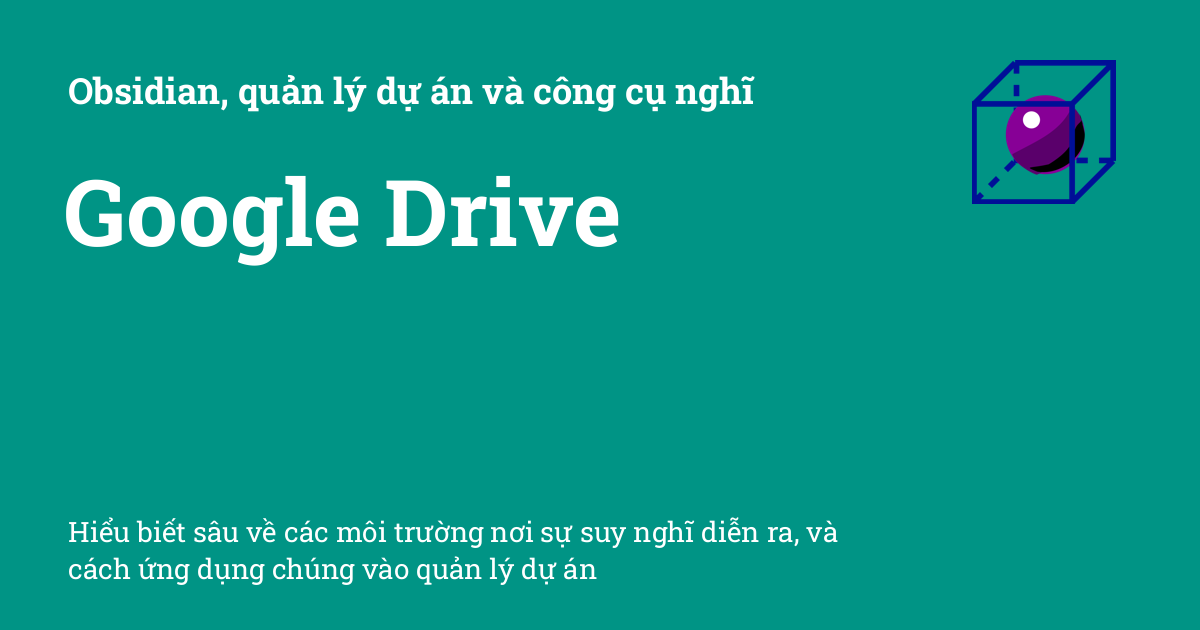 Obsidian, quản lý dự án và công cụ nghĩ
Google Drive
Hiểu biết sâu về các môi trường nơi sự suy nghĩ diễn ra, và
cách ứng dụng chúng vào quản lý dự án